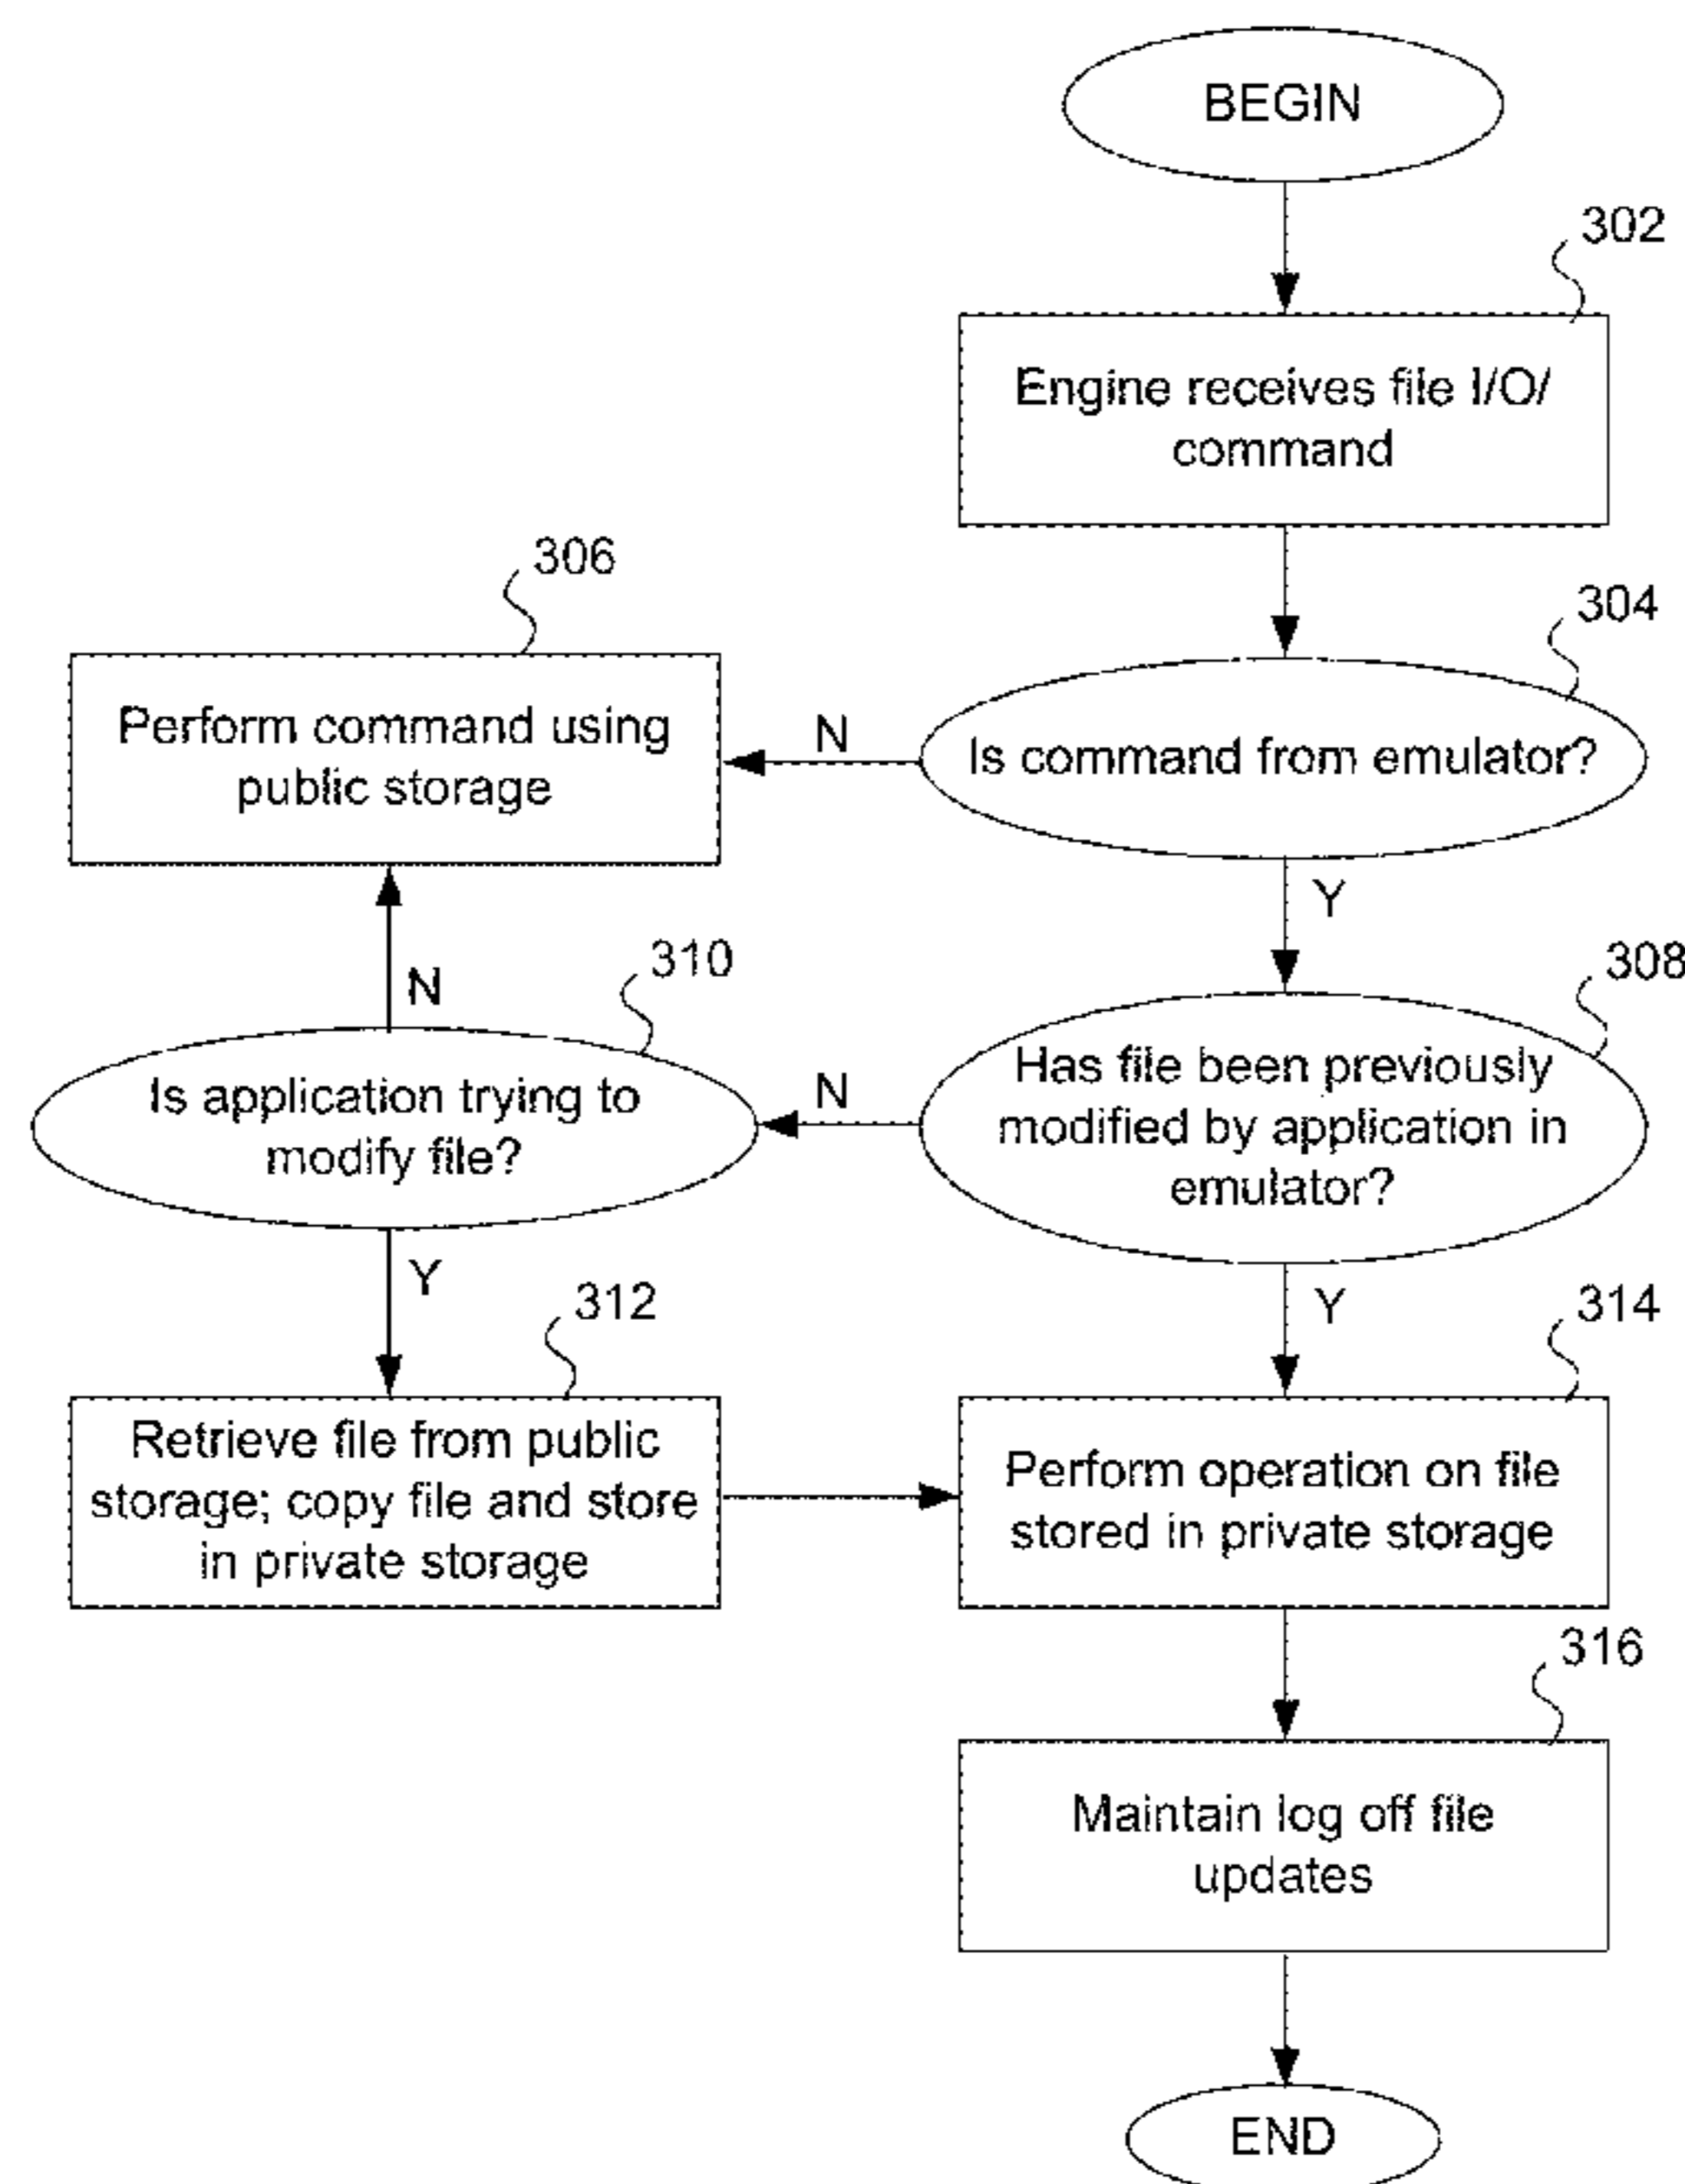 BEGIN
302
Engine receives file I/O/
command
306
304
Perform command using
public storage
N
Is command from emulator?
Y
310
308
N
Is application trying to
modify file?
N
Has file been previously
modified by application in
emulator?
Y
312
Y
314
Retrieve file from public
storage; copy file and store
in private storage
Perform operation on file
stored in private storage
316
Maintain log off file
updates
END